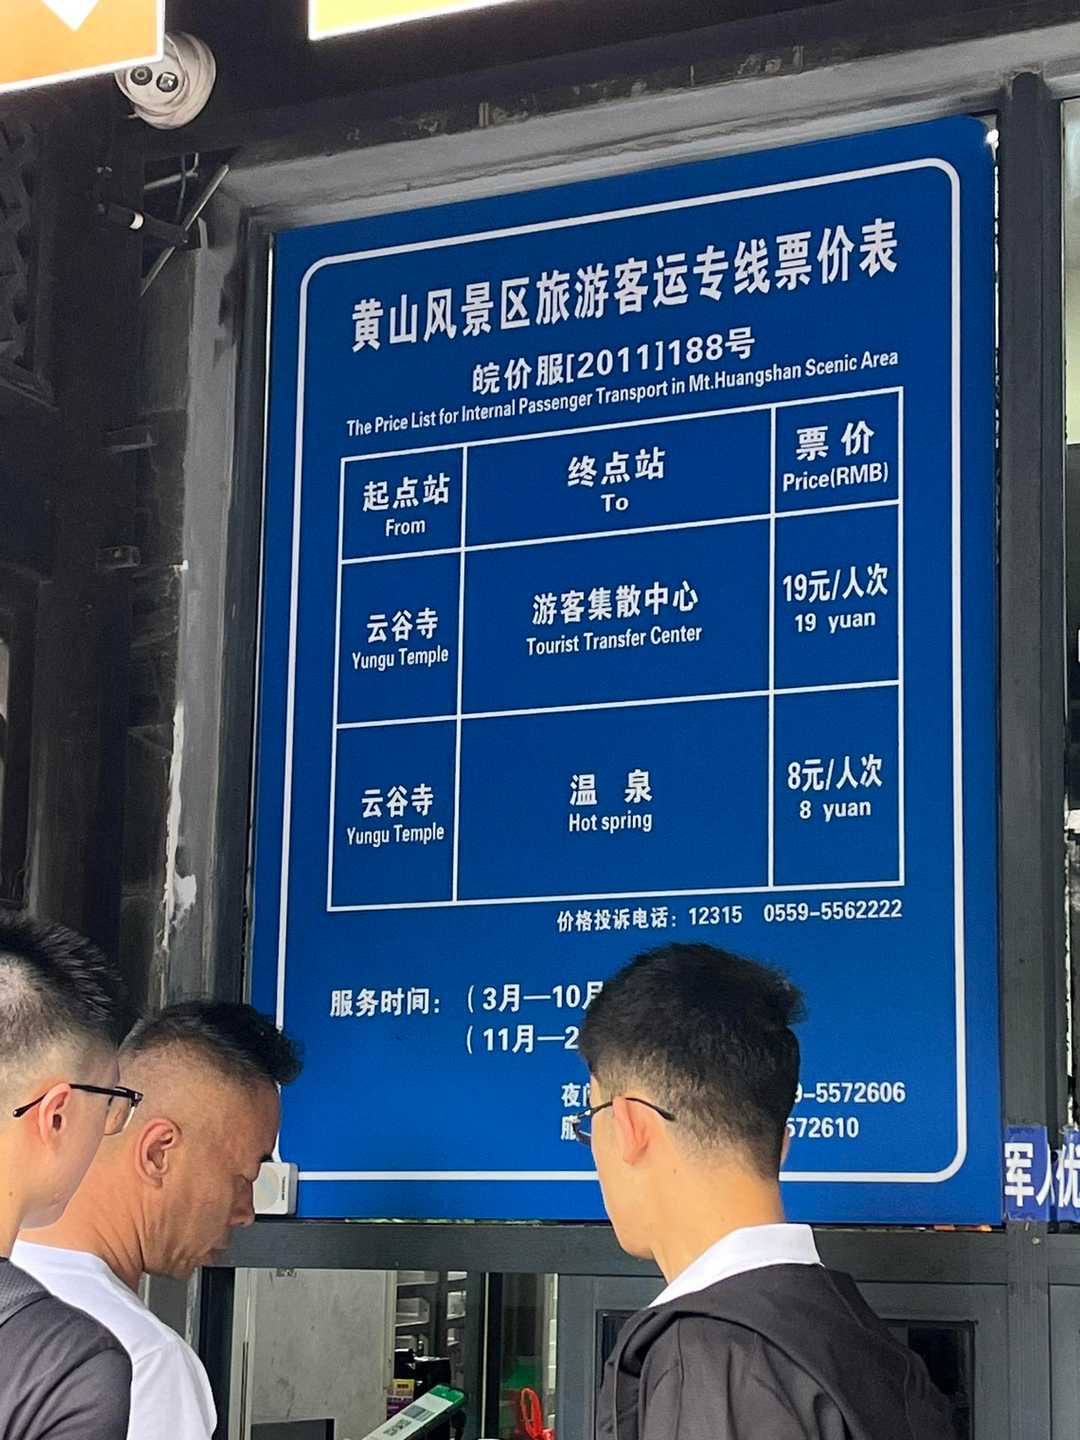 黄山风景区旅游客运专线票价表
皖价服[2011]188号
The Price List for Internal Passenger Transport in Mt.Huangshan Scenic Area
起点站 终点站 票 价
From To Price(RMB)
云谷寺 游客集散中心 19元/人次
Yungu Temple Tourist Transfer Center 19 yuan
云谷寺 温 泉 8元/人次
Yungu Temple Hot spring 8 yuan
价格投诉电话：12315 0559-5562222
服务时间：（3月—10月
（11月—2
夜 9-5572606
572610
军人优